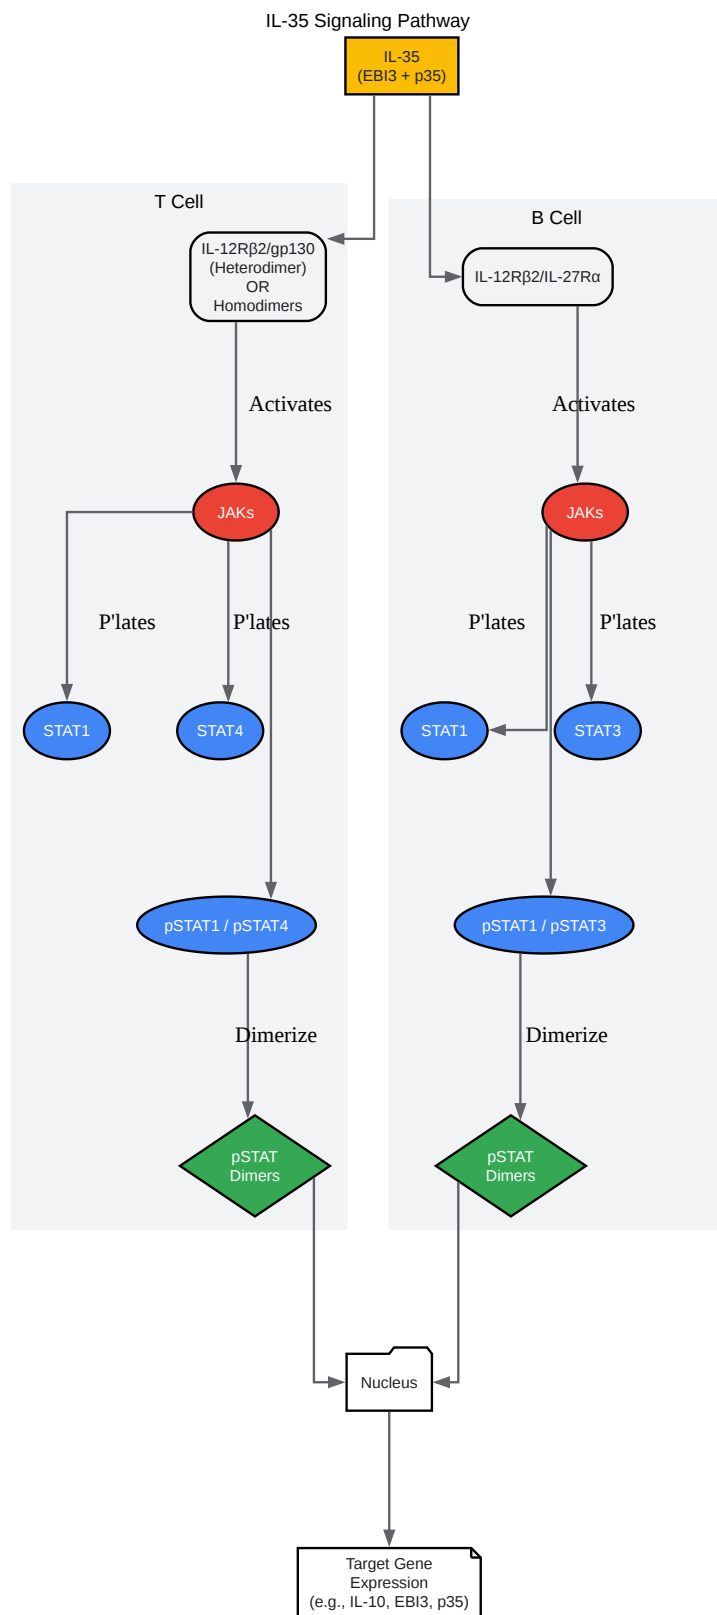 IL-35 Signaling Pathway
IL-35
(EBI3 + p35)
T Cell
IL-12Rβ2/gp130
(Heterodimer)
OR
Homodimers
Activates
JAKs
P'lates
P'lates
STAT1
STAT4
pSTAT1 / pSTAT4
Dimerize
pSTAT
Dimers
B Cell
IL-12Rβ2/IL-27Rα
Activates
JAKs
P'lates
P'lates
STAT1
STAT3
pSTAT1 / pSTAT3
Dimerize
pSTAT
Dimers
Nucleus
Target Gene
Expression
(e.g., IL-10, EBI3, p35)